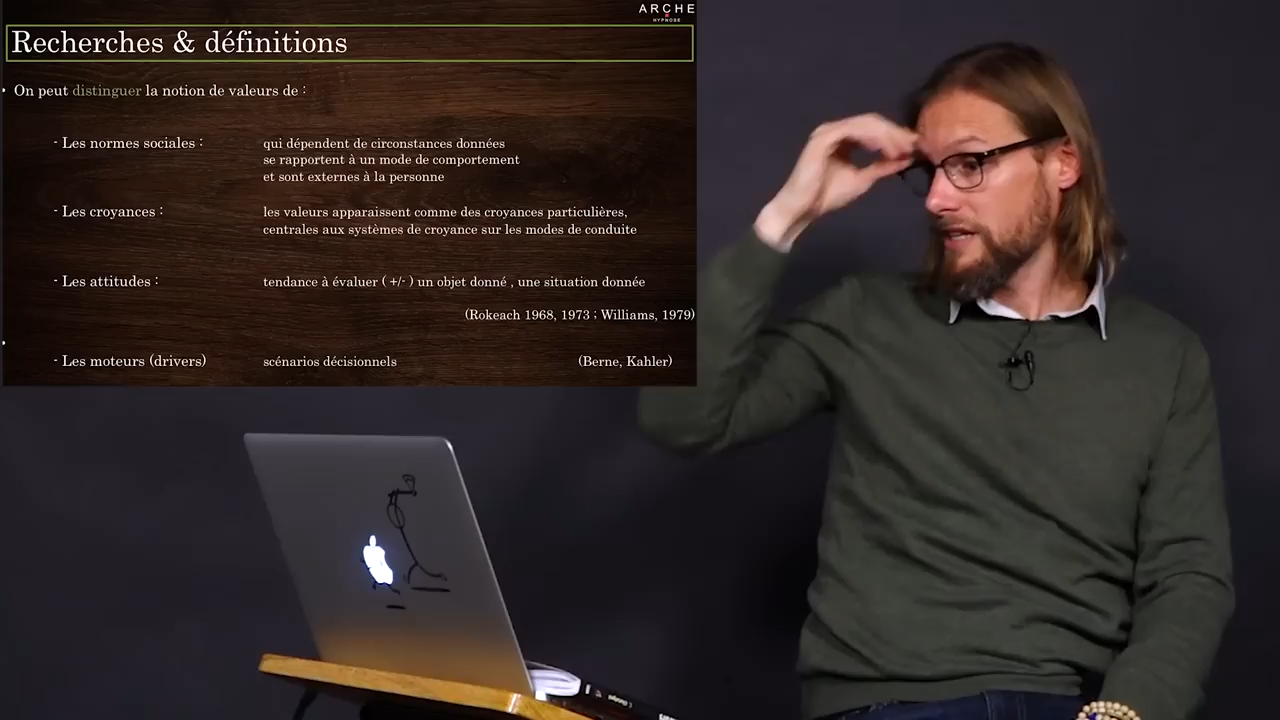 ARCHE
HYPNOSE
Recherches & définitions
• On peut distinguer la notion de valeurs de :
- Les normes sociales : qui dépendent de circonstances données
se rapportent à un mode de comportement
et sont externes à la personne
- Les croyances : les valeurs apparaissent comme des croyances particulières,
centrales aux systèmes de croyance sur les modes de conduite
- Les attitudes : tendance à évaluer ( +/- ) un objet donné , une situation donnée
(Rokeach 1968, 1973 ; Williams, 1979)
- Les moteurs (drivers) scénarios décisionnels (Berne, Kahler)